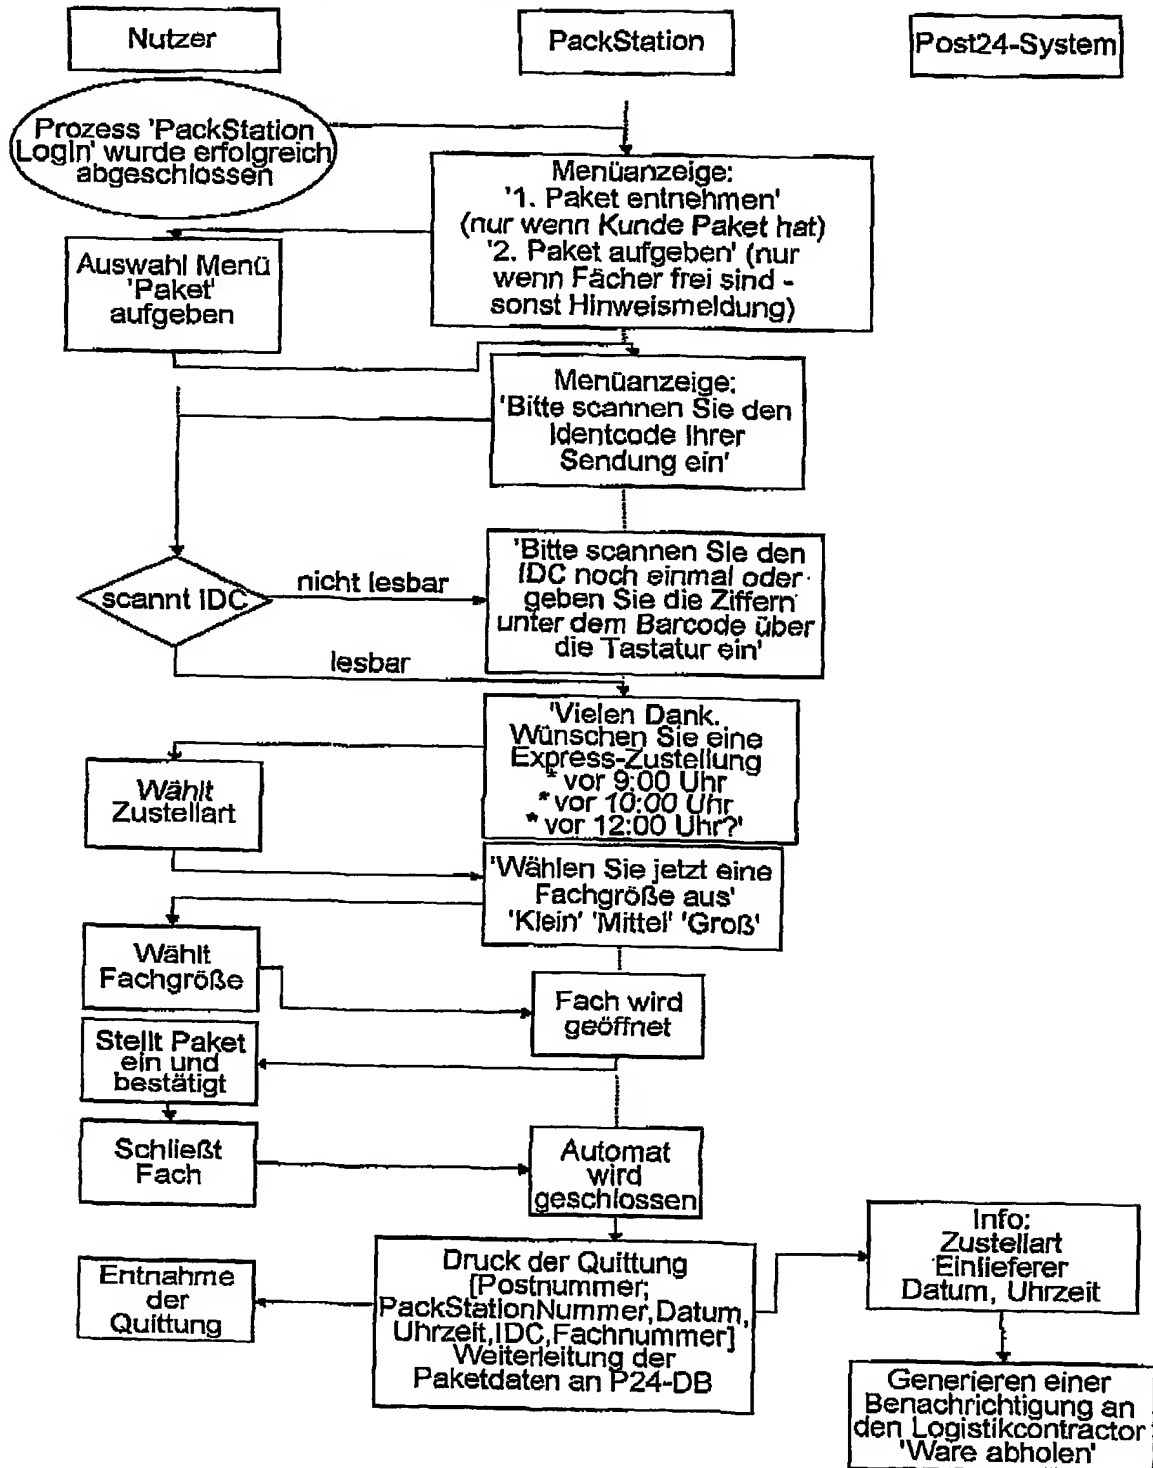 Nutzer
PackStation
Post24-System
Prozess 'PackStation
LogIn' wurde erfolgreich
abgeschlossen
Menüanzeige:
'1. Paket entnehmen'
(nur wenn Kunde Paket hat)
'2. Paket aufgeben' (nur
wenn Fächer frei sind -
sonst Hinweismeldung)
Auswahl Menü
'Paket'
aufgeben
Menüanzeige:
'Bitte scannen Sie den
Identcode Ihrer
Sendung ein'
scannt IDC
nicht lesbar
'Bitte scannen Sie den
IDC noch einmal oder
geben Sie die Ziffern
unter dem Barcode über
die Tastatur ein'
lesbar
'Vielen Dank.
Wünschen Sie eine
Express-Zustellung
* vor 9:00 Uhr
* vor 10:00 Uhr
* vor 12:00 Uhr?'
Wählt
Zustellart
'Wählen Sie jetzt eine
Fachgröße aus'
'Klein' 'Mittel' 'Groß'
Wählt
Fachgröße
Fach wird
geöffnet
Stellt Paket
ein und
bestätigt
Schließt
Fach
Automat
wird
geschlossen
Druck der Quittung
[Postnummer;
PackStationNummer,Datum,
Uhrzeit,IDC,Fachnummer]
Weiterleitung der
Paketdaten an P24-DB
Entnahme
der
Quittung
Info:
Zustellart
Einlieferer
Datum, Uhrzeit
Generieren einer
Benachrichtigung an
den Logistikcontractor
'Ware abholen'